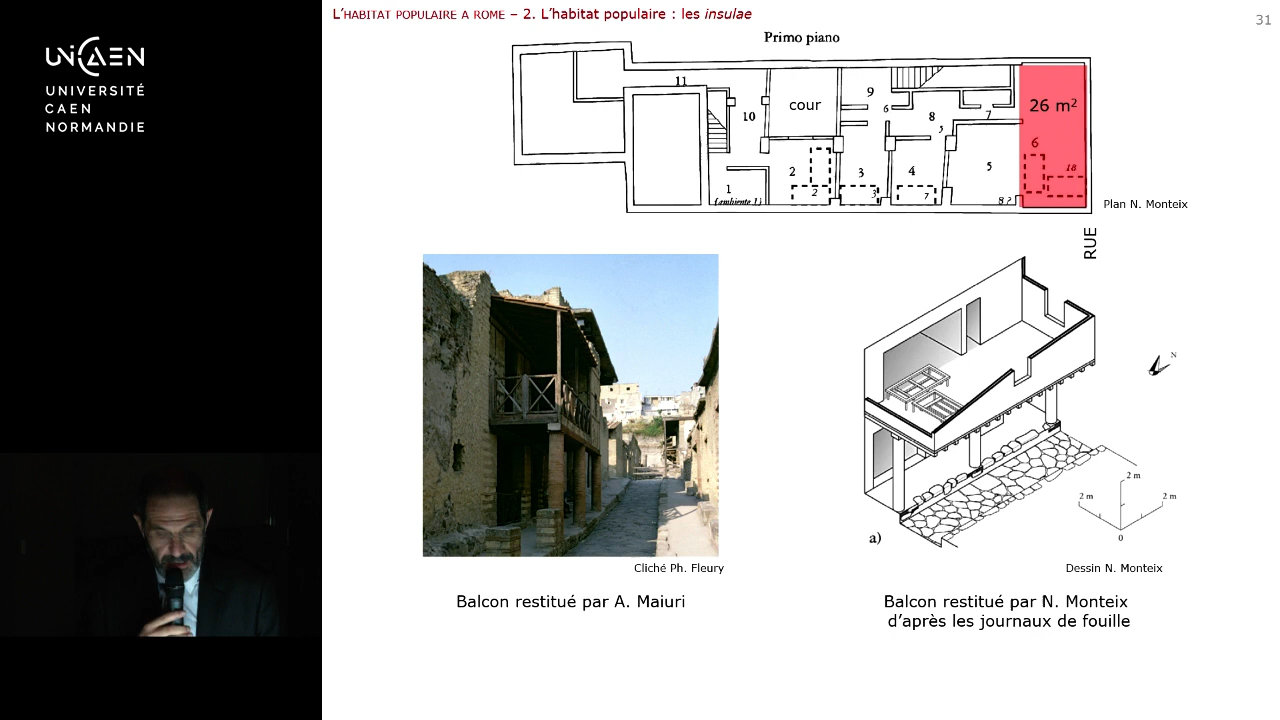 UNICAEN
UNIVERSITÉ
CAEN
NORMANDIE
L'HABITAT POPULAIRE A ROME – 2. L'habitat populaire : les insulae
31
Primo piano
11
10
cour
9
6
8
5
7
26 m²
6
18
1
(ambiente 1)
2
2
3
3
4
7
5
8 ?
Plan N. Monteix
RUE
N
2 m
2 m
2 m
0
a)
Cliché Ph. Fleury
Dessin N. Monteix
Balcon restitué par A. Maiuri
Balcon restitué par N. Monteix
d'après les journaux de fouille